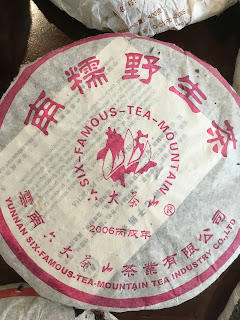 南糯野生茶
SIX-FAMOUS-TEA-MOUNTAIN
六大茶山®
2006丙戌年
雲南六大茶山茶業有限公司
YUNNAN SIX-FAMOUS-TEA-MOUNTAIN TEA INDUSTRY CO.,LTD